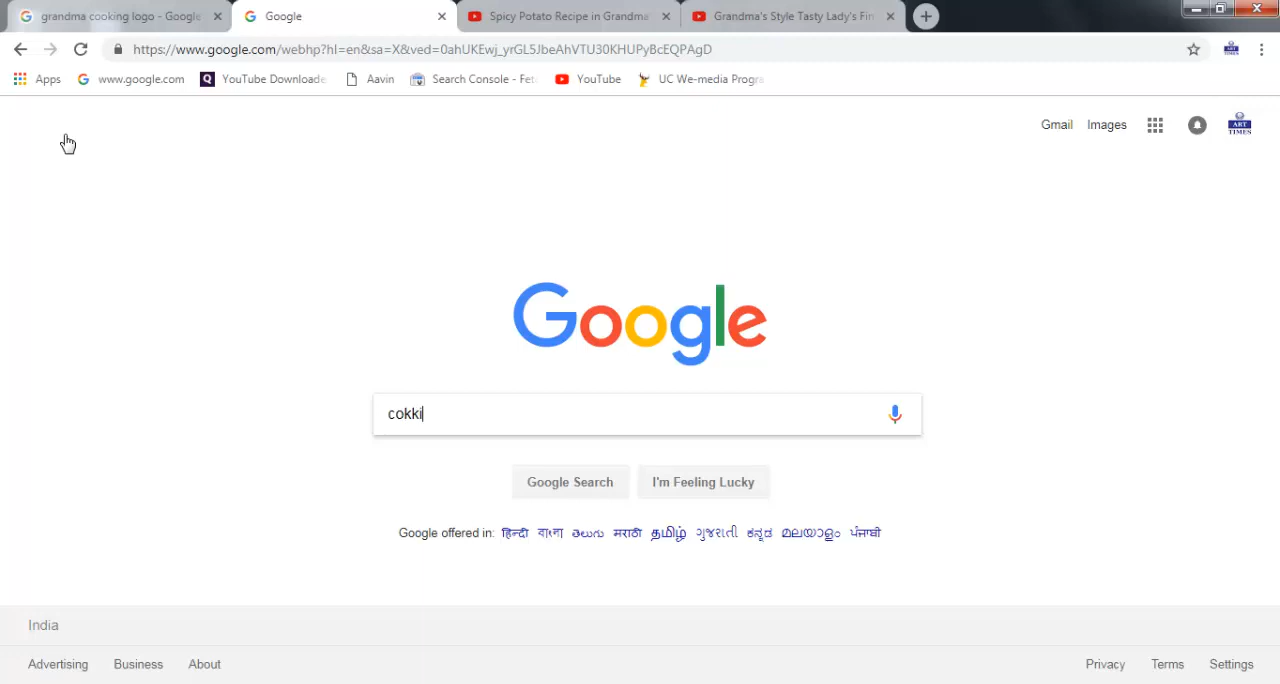 grandma cooking logo - Google
Google
Spicy Potato Recipe in Grandma
Grandma's Style Tasty Lady's Fin
https://www.google.com/webhp?hl=en&sa=X&ved=0ahUKEwj_yrGL5JbeAhVTU30KHUPyBcEQPAgD
Apps
www.google.com
YouTube Downloade
Aavin
Search Console - Fetc
YouTube
UC We-media Progra
Gmail
Images
ART
TIMES
Google
cokki
Google Search
I'm Feeling Lucky
Google offered in: हिन्दी বাংলা తెలుగు मराठी தமிழ் ગુજરાતી ಕನ್ನಡ മലയാളം ਪੰਜਾਬੀ
India
Advertising
Business
About
Privacy
Terms
Settings